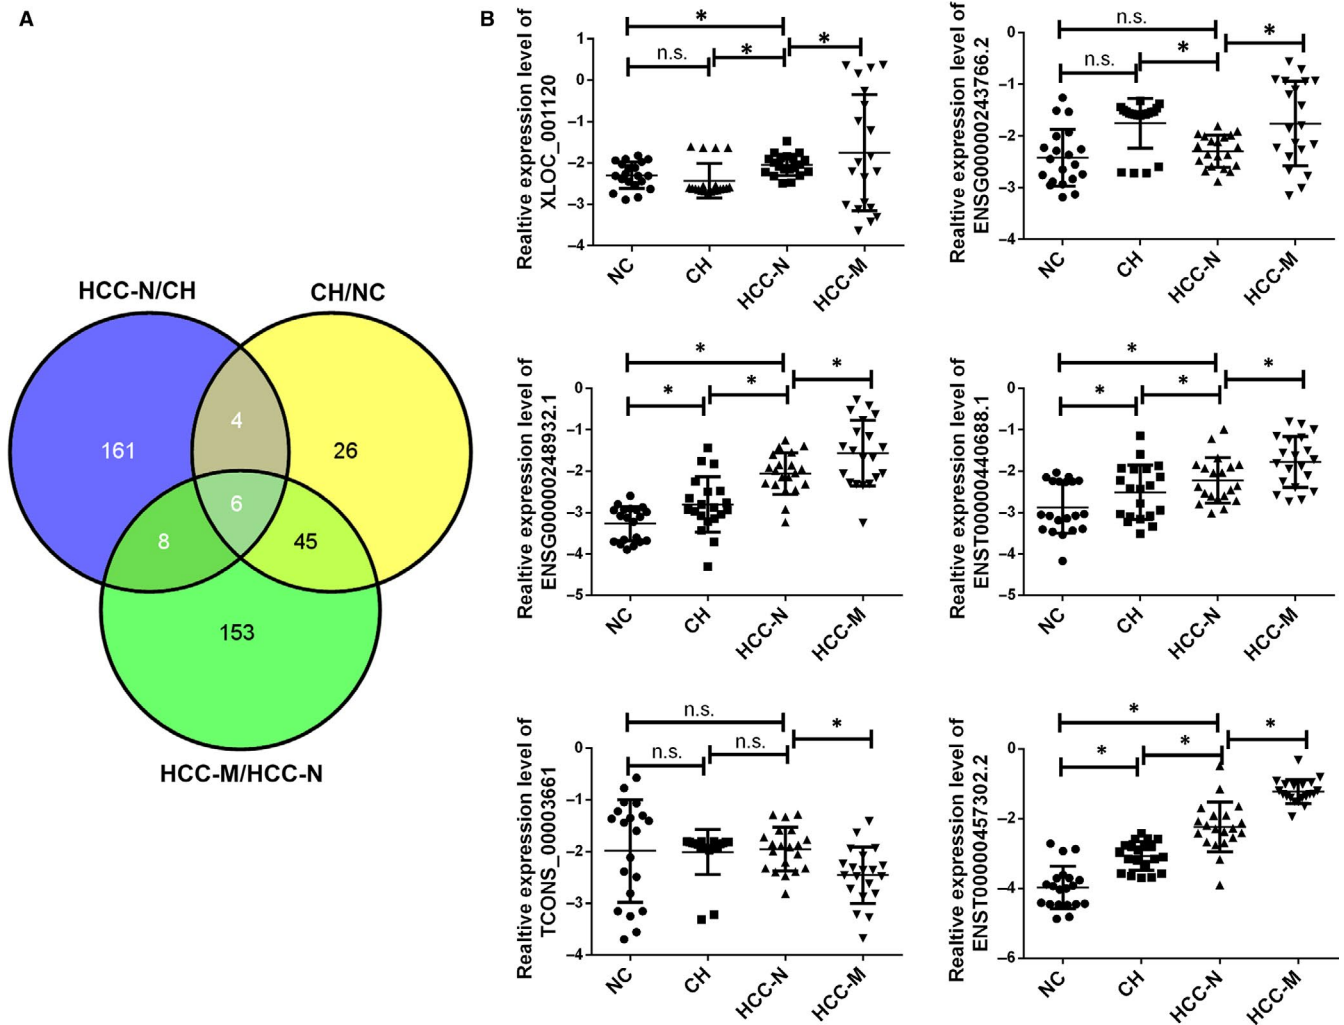 A
HCC-N/CH
CH/NC
161
4
26
6
8
45
153
HCC-M/HCC-N
B
Realtive expression level of
XLOC_001120
1
0
−1
−2
−3
−4
*
n.s.
*
*
NC
CH
HCC-N
HCC-M
Realtive expression level of
ENSG00000243766.2
0
−1
−2
−3
−4
n.s.
*
n.s.
*
NC
CH
HCC-N
HCC-M
Realtive expression level of
ENSG00000248932.1
0
−1
−2
−3
−4
−5
*
*
*
*
NC
CH
HCC-N
HCC-M
Realtive expression level of
ENST00000440688.1
0
−1
−2
−3
−4
−5
*
*
*
*
NC
CH
HCC-N
HCC-M
Realtive expression level of
TCONS_00003661
0
−1
−2
−3
−4
n.s.
*
n.s.
n.s.
NC
CH
HCC-N
HCC-M
Realtive expression level of
ENST00000457302.2
0
−2
−4
−6
*
*
*
*
NC
CH
HCC-N
HCC-M